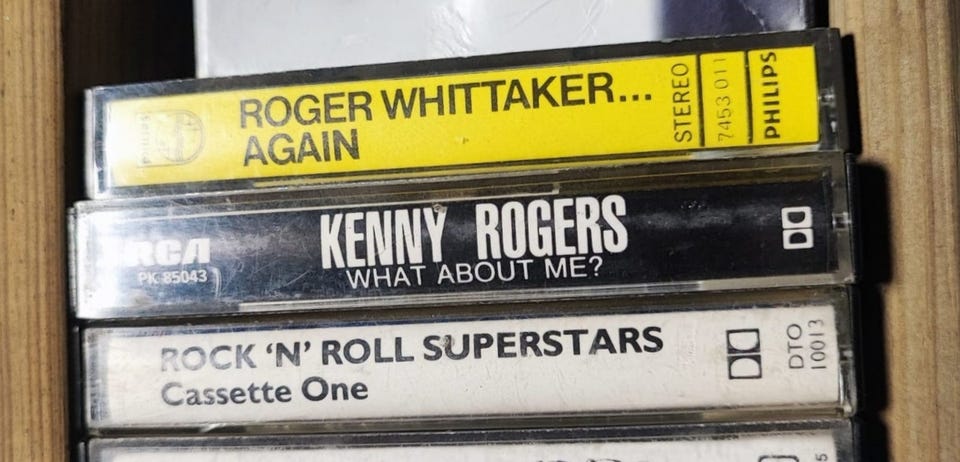 ROGER WHITTAKER...
AGAIN
STEREO
7453 011
PHILIPS
PHILIPS
KENNY ROGERS
WHAT ABOUT ME?
RCA
PK 85043
ROCK 'N' ROLL SUPERSTARS
Cassette One
DTO
10013